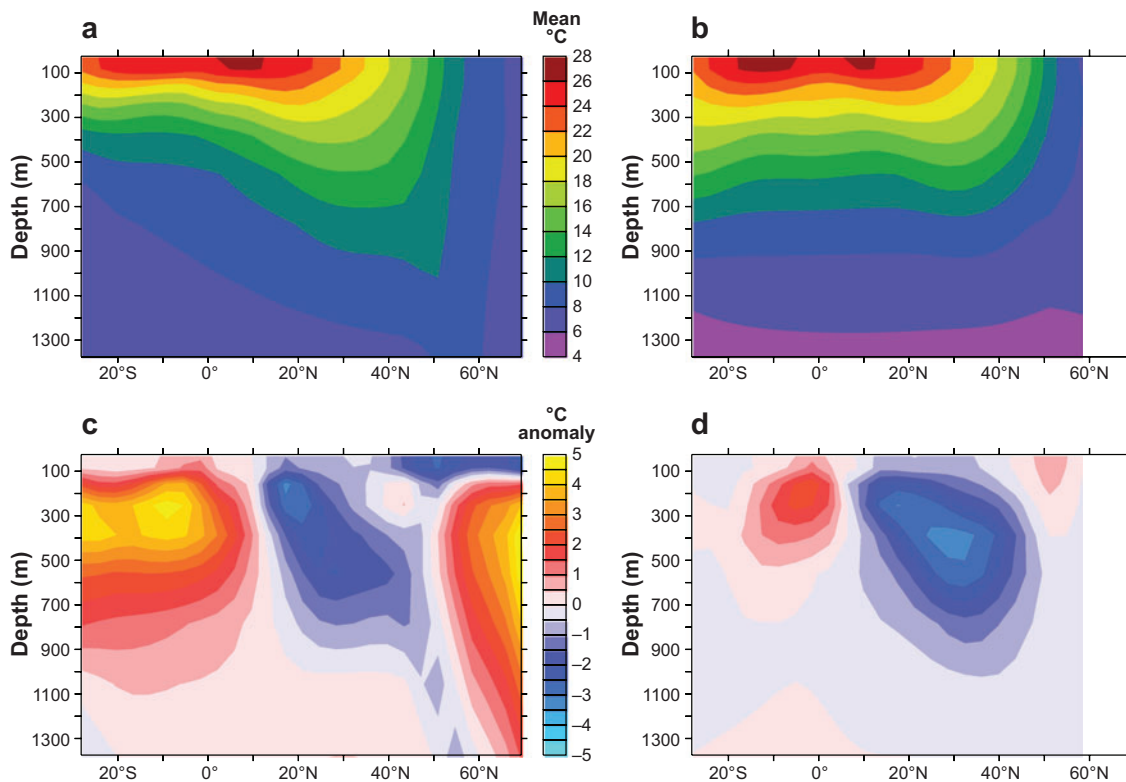 a
Mean
°C
b
100
300
500
700
900
1100
1300
Depth (m)
20°S
0°
20°N
40°N
60°N
28
26
24
22
20
18
16
14
12
10
8
6
4
100
300
500
700
900
1100
1300
Depth (m)
20°S
0°
20°N
40°N
60°N
c
°C
anomaly
d
100
300
500
700
900
1100
1300
Depth (m)
20°S
0°
20°N
40°N
60°N
5
4
3
2
1
0
–1
–2
–3
–4
–5
100
300
500
700
900
1100
1300
Depth (m)
20°S
0°
20°N
40°N
60°N